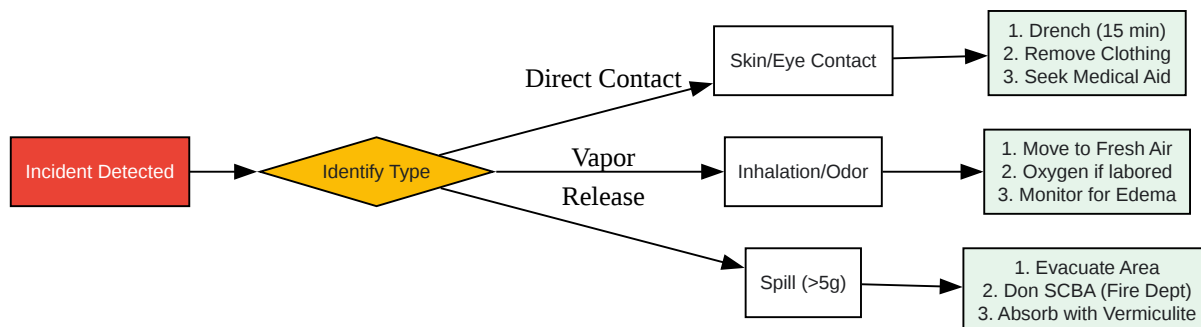 Incident Detected
Identify Type
Direct Contact
Vapor
Release
Skin/Eye Contact
Inhalation/Odor
Spill (>5g)
1. Drench (15 min)
2. Remove Clothing
3. Seek Medical Aid
1. Move to Fresh Air
2. Oxygen if labored
3. Monitor for Edema
1. Evacuate Area
2. Don SCBA (Fire Dept)
3. Absorb with Vermiculite